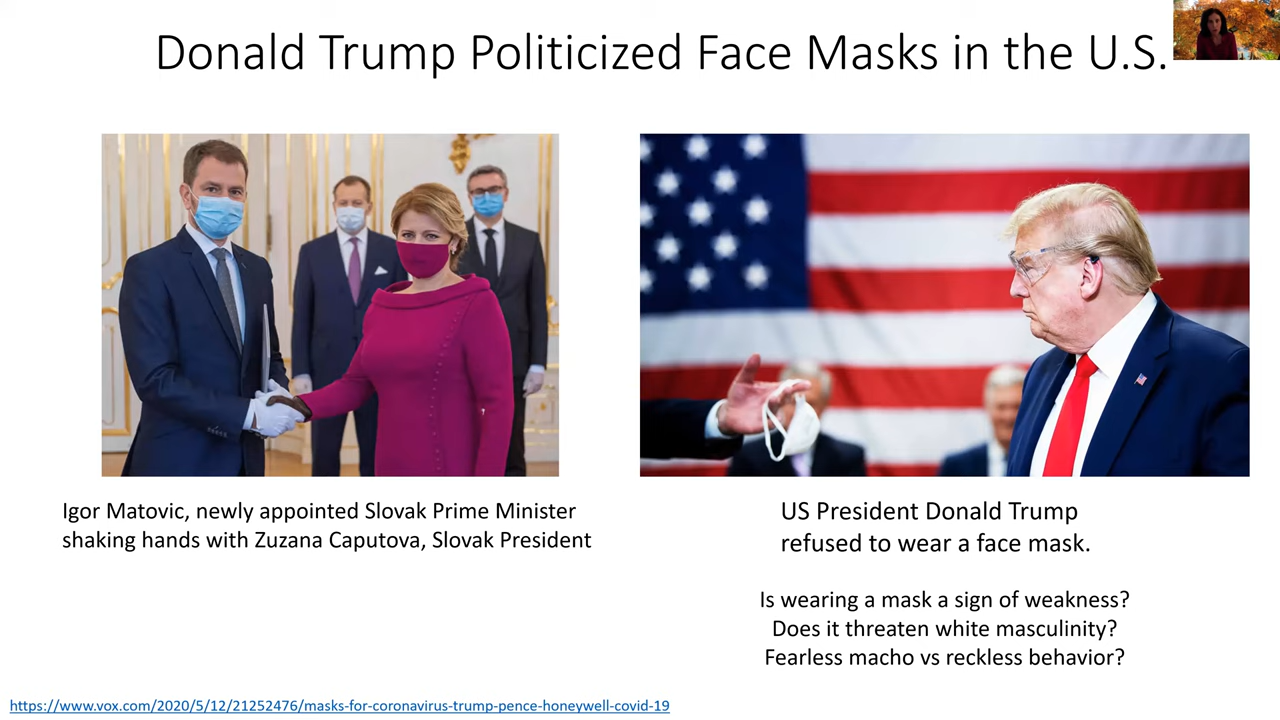 Donald Trump Politicized Face Masks in the U.S.
Igor Matovic, newly appointed Slovak Prime Minister
shaking hands with Zuzana Caputova, Slovak President
US President Donald Trump
refused to wear a face mask.
Is wearing a mask a sign of weakness?
Does it threaten white masculinity?
Fearless macho vs reckless behavior?
https://www.vox.com/2020/5/12/21252476/masks-for-coronavirus-trump-pence-honeywell-covid-19